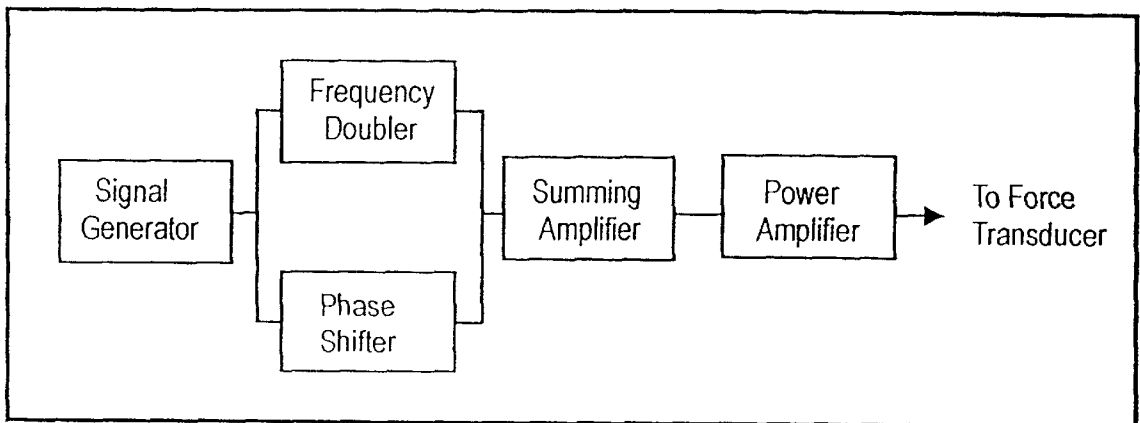 Frequency
Doubler
Signal
Generator
Summing
Amplifier
Power
Amplifier
To Force
Transducer
Phase
Shifter